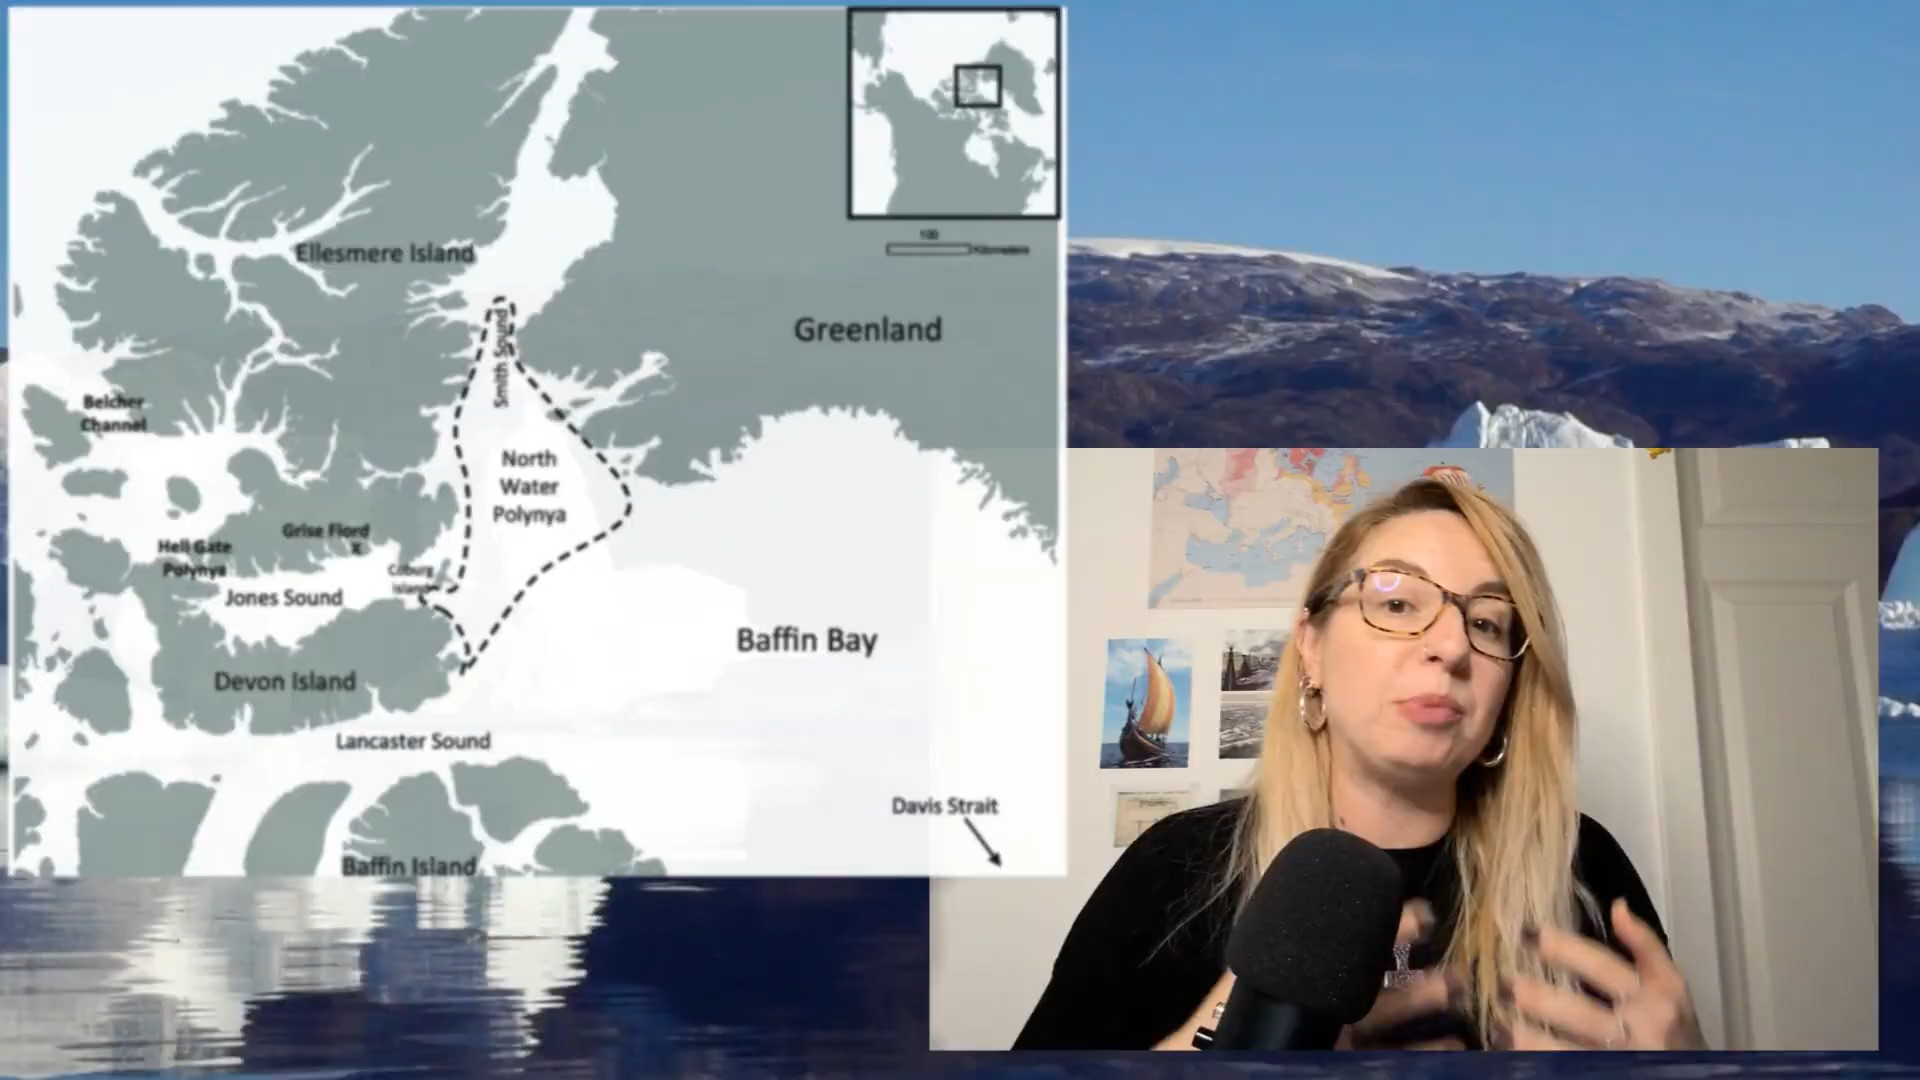 100
Kilometers
Ellesmere Island
Smith Sound
Greenland
Belcher
Channel
North
Water
Polynya
Grise Fiord
x
Hell Gate
Polynya
Coburg
Island
Jones Sound
Baffin Bay
Devon Island
Lancaster Sound
Davis Strait
Baffin Island